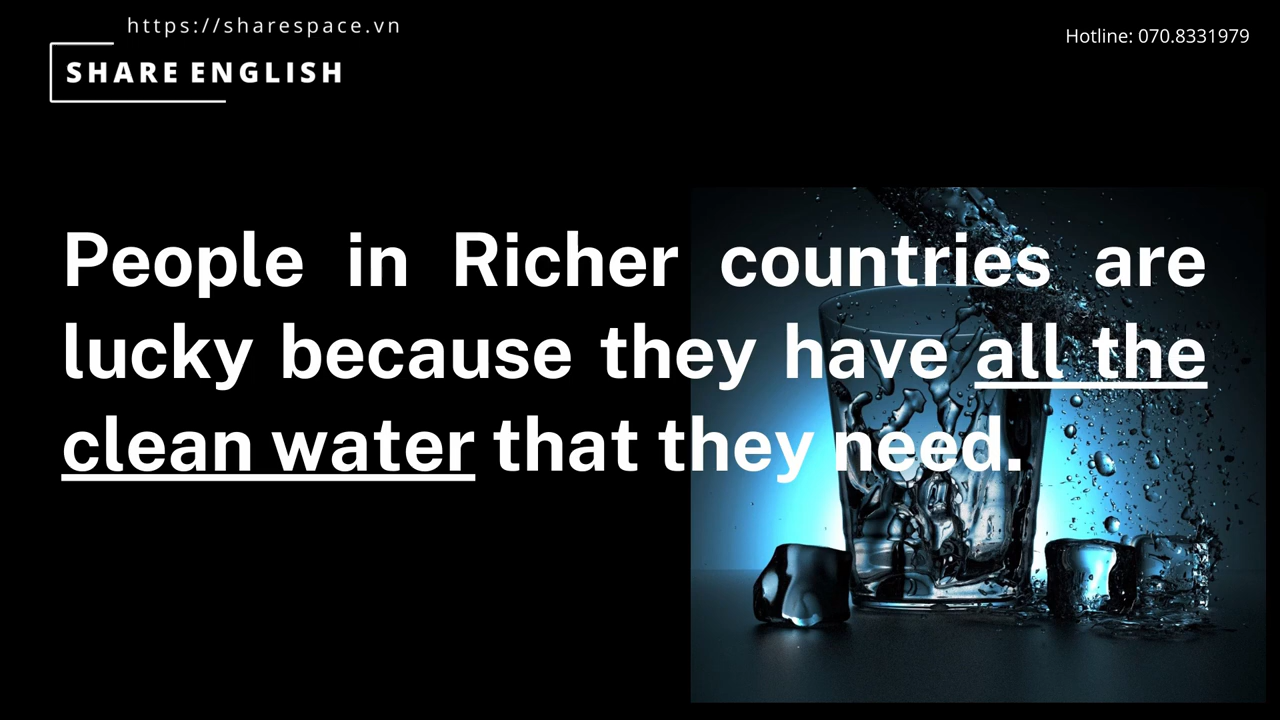 https://sharespace.vn
Hotline: 070.8331979
SHARE ENGLISH
People in Richer countries are
lucky because they have all the
clean water that they need.